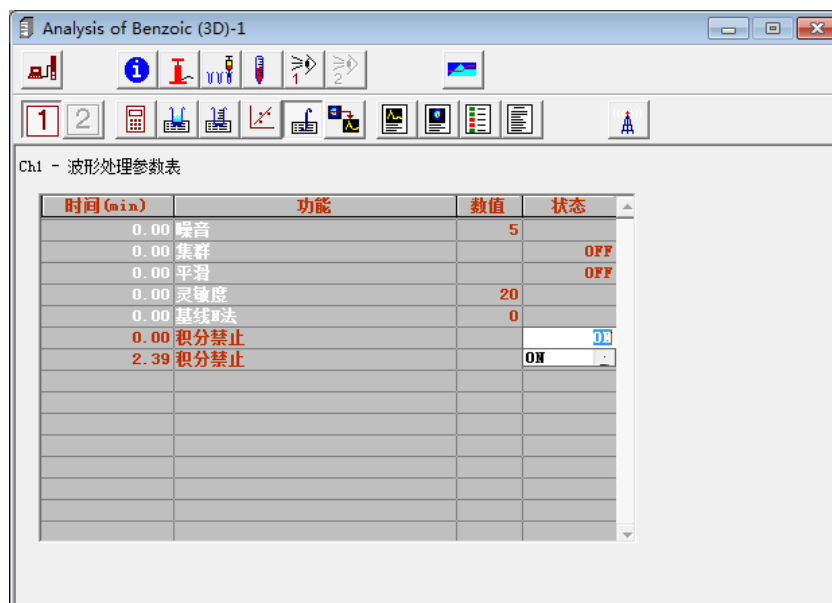 Analysis of Benzoic (3D)-1
1 2
1 2
Ch1 - 波形处理参数表
时间(min) 功能 数值 状态
0.00 噪音 5
0.00 集群 OFF
0.00 平滑 OFF
0.00 灵敏度 20
0.00 基线N法 0
0.00 积分禁止 ON
2.39 积分禁止 ON